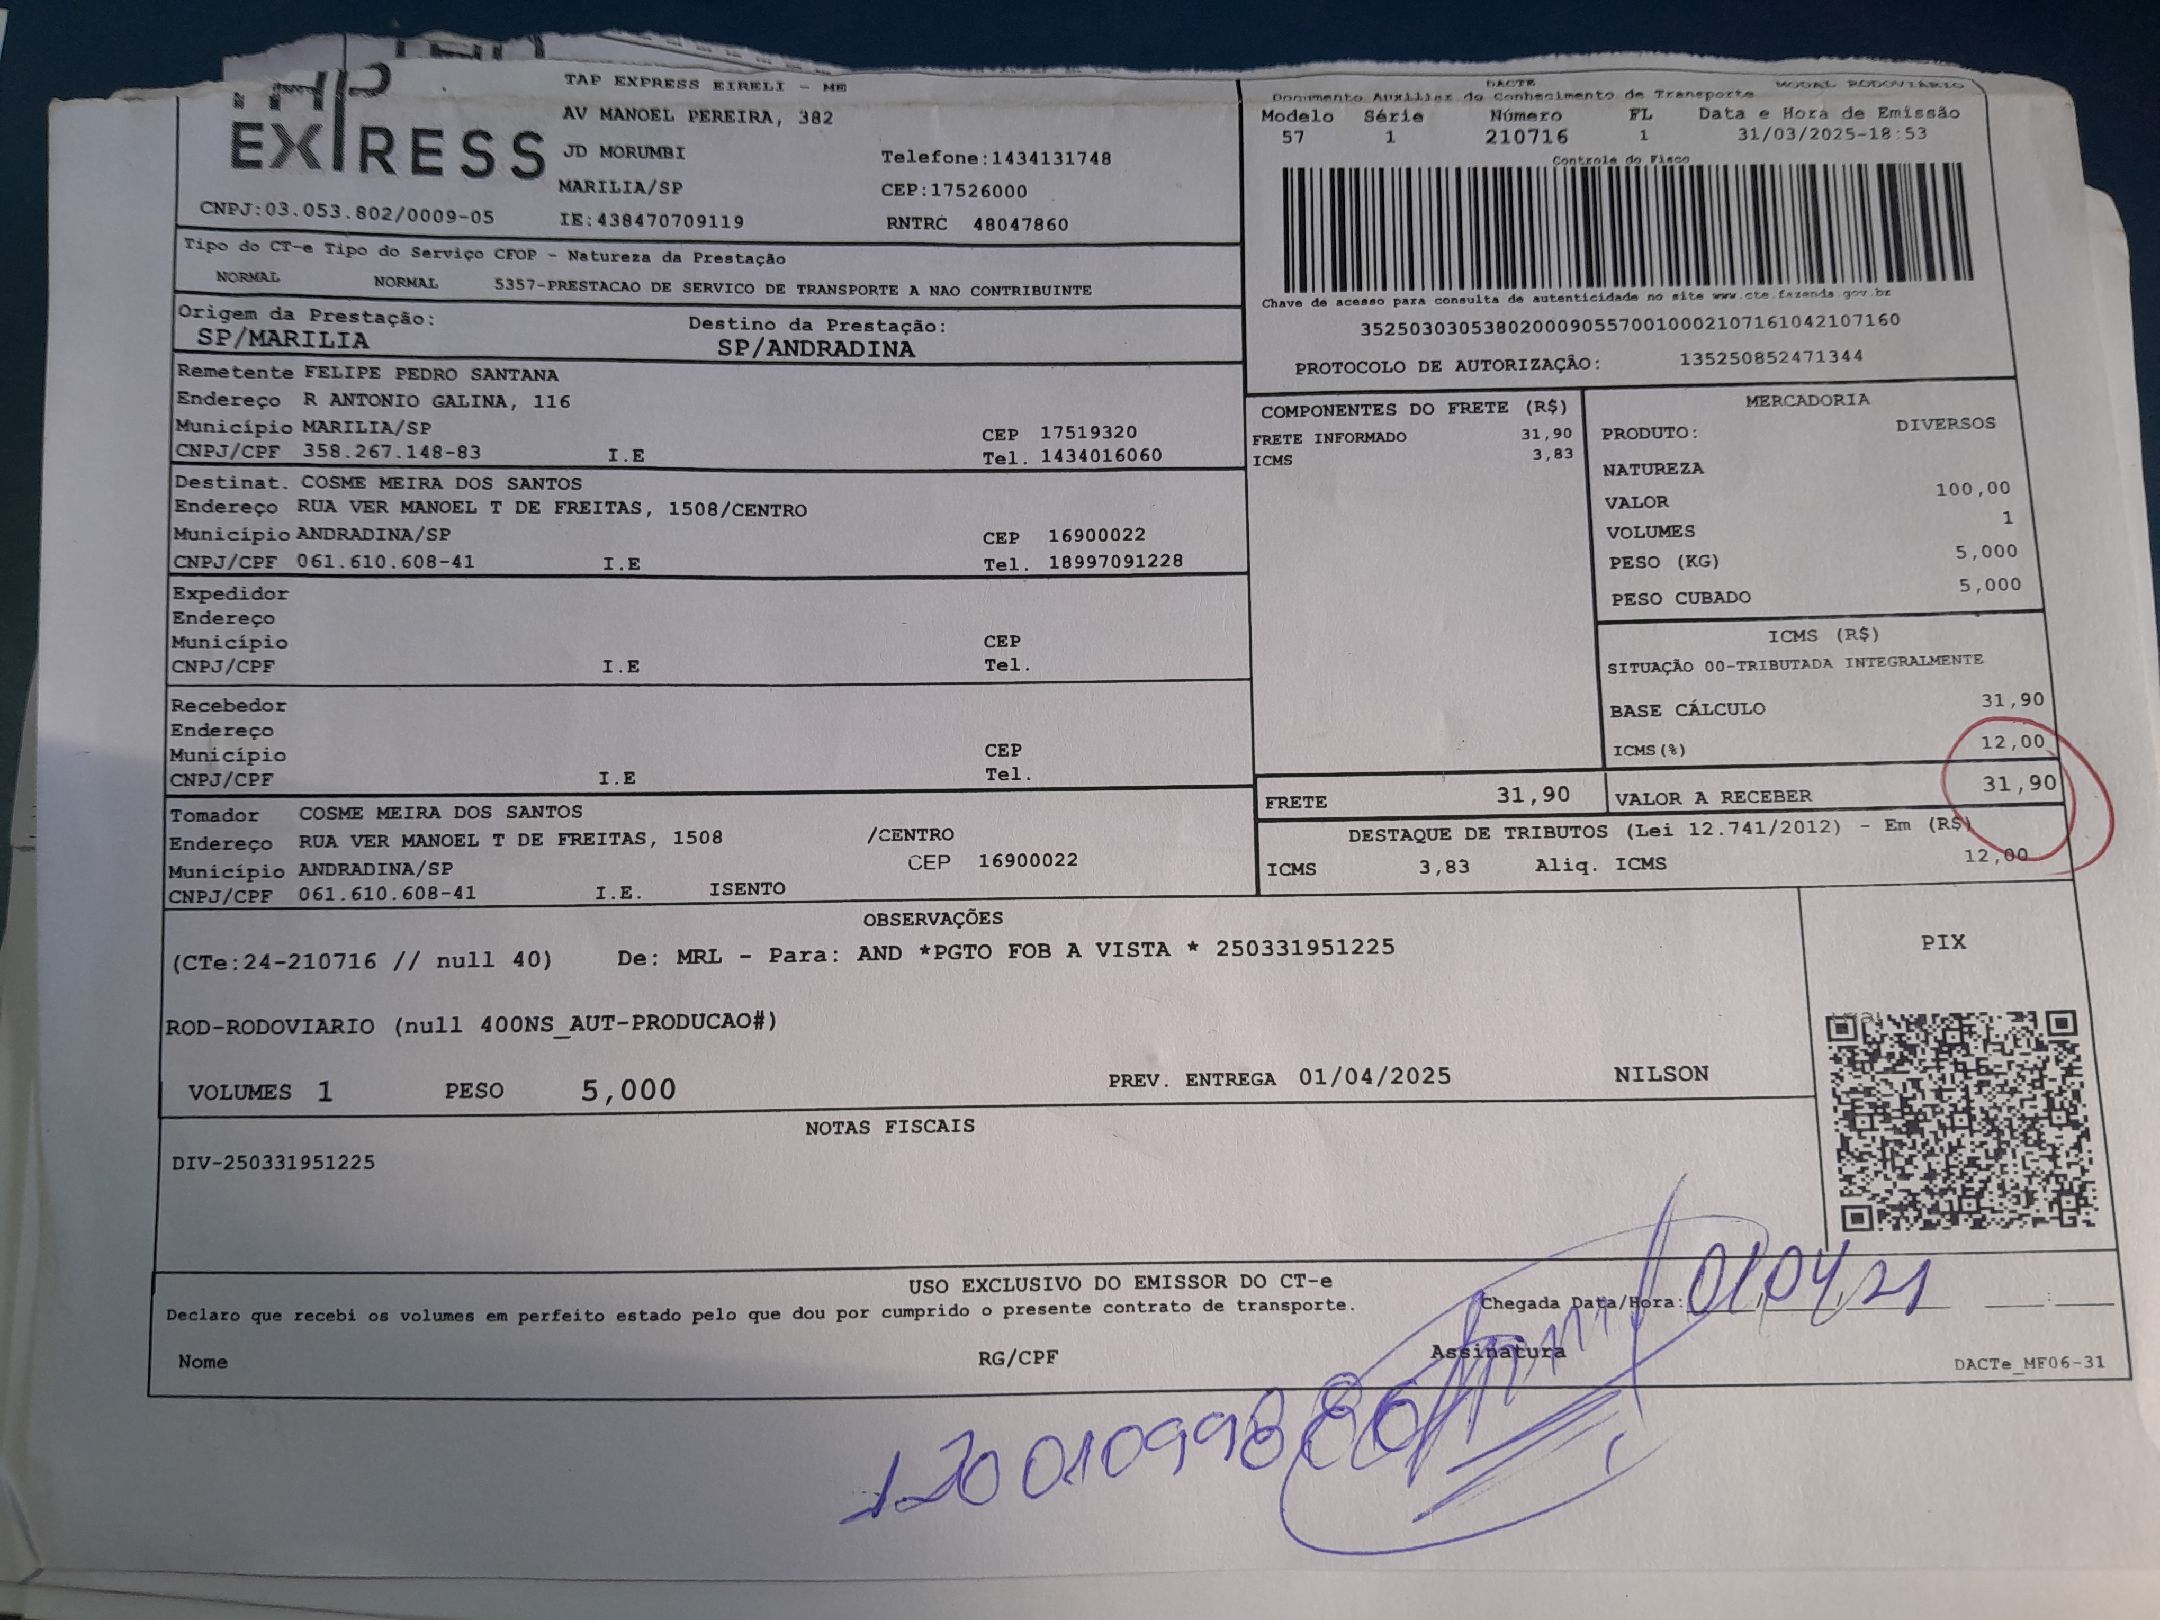 TAP
EXPRESS
CNPJ:03.053.802/0009-05
TAP EXPRESS EIRELI - ME
AV MANOEL PEREIRA, 382
JD MORUMBI Telefone:1434131748
MARILIA/SP CEP:17526000
IE:438470709119 RNTRC 48047860
DACTE MODAL RODOVIÁRIO
Documento Auxiliar do Conhecimento de Transporte
Modelo Série Número FL Data e Hora de Emissão
57 1 210716 1 31/03/2025-18:53
Controle do Fisco
Chave de acesso para consulta de autenticidade no site www.cte.fazenda.gov.br
35250303053802000905570010002107161042107160
PROTOCOLO DE AUTORIZAÇÃO: 135250852471344
Tipo do CT-e Tipo do Serviço CFOP - Natureza da Prestação
NORMAL NORMAL 5357-PRESTACAO DE SERVICO DE TRANSPORTE A NAO CONTRIBUINTE
Origem da Prestação: Destino da Prestação:
SP/MARILIA SP/ANDRADINA
Remetente FELIPE PEDRO SANTANA
Endereço R ANTONIO GALINA, 116
Município MARILIA/SP CEP 17519320
CNPJ/CPF 358.267.148-83 I.E Tel. 1434016060
Destinat. COSME MEIRA DOS SANTOS
Endereço RUA VER MANOEL T DE FREITAS, 1508/CENTRO
Município ANDRADINA/SP CEP 16900022
CNPJ/CPF 061.610.608-41 I.E Tel. 18997091228
Expedidor
Endereço
Município CEP
CNPJ/CPF I.E Tel.
Recebedor
Endereço
Município CEP
CNPJ/CPF I.E Tel.
Tomador COSME MEIRA DOS SANTOS
Endereço RUA VER MANOEL T DE FREITAS, 1508 /CENTRO
Município ANDRADINA/SP CEP 16900022
CNPJ/CPF 061.610.608-41 I.E. ISENTO
COMPONENTES DO FRETE (R$)
FRETE INFORMADO 31,90
ICMS 3,83
MERCADORIA
PRODUTO: DIVERSOS
NATUREZA
VALOR 100,00
VOLUMES 1
PESO (KG) 5,000
PESO CUBADO 5,000
ICMS (R$)
SITUAÇÃO 00-TRIBUTADA INTEGRALMENTE
BASE CÁLCULO 31,90
ICMS(%) 12,00
FRETE 31,90 VALOR A RECEBER 31,90
DESTAQUE DE TRIBUTOS (Lei 12.741/2012) - Em (R$)
ICMS 3,83 Aliq. ICMS 12,00
OBSERVAÇÕES
(CTe:24-210716 // null 40) De: MRL - Para: AND *PGTO FOB A VISTA * 250331951225
ROD-RODOVIARIO (null 400NS_AUT-PRODUCAO#)
VOLUMES 1 PESO 5,000 PREV. ENTREGA 01/04/2025 NILSON
PIX
NOTAS FISCAIS
DIV-250331951225
USO EXCLUSIVO DO EMISSOR DO CT-e
Declaro que recebi os volumes em perfeito estado pelo que dou por cumprido o presente contrato de transporte. Chegada Data/Hora: 01,04,21 :
Nome RG/CPF Assinatura DACTe_MF06-31